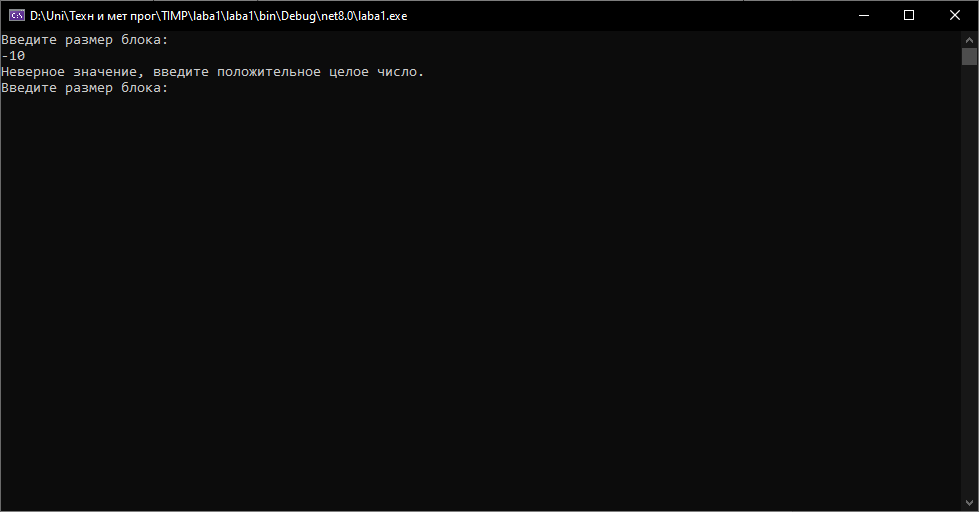 D:\Uni\Техн и мет прог\TIMP\laba1\laba1\bin\Debug\net8.0\laba1.exe
Введите размер блока:
-10
Неверное значение, введите положительное целое число.
Введите размер блока: